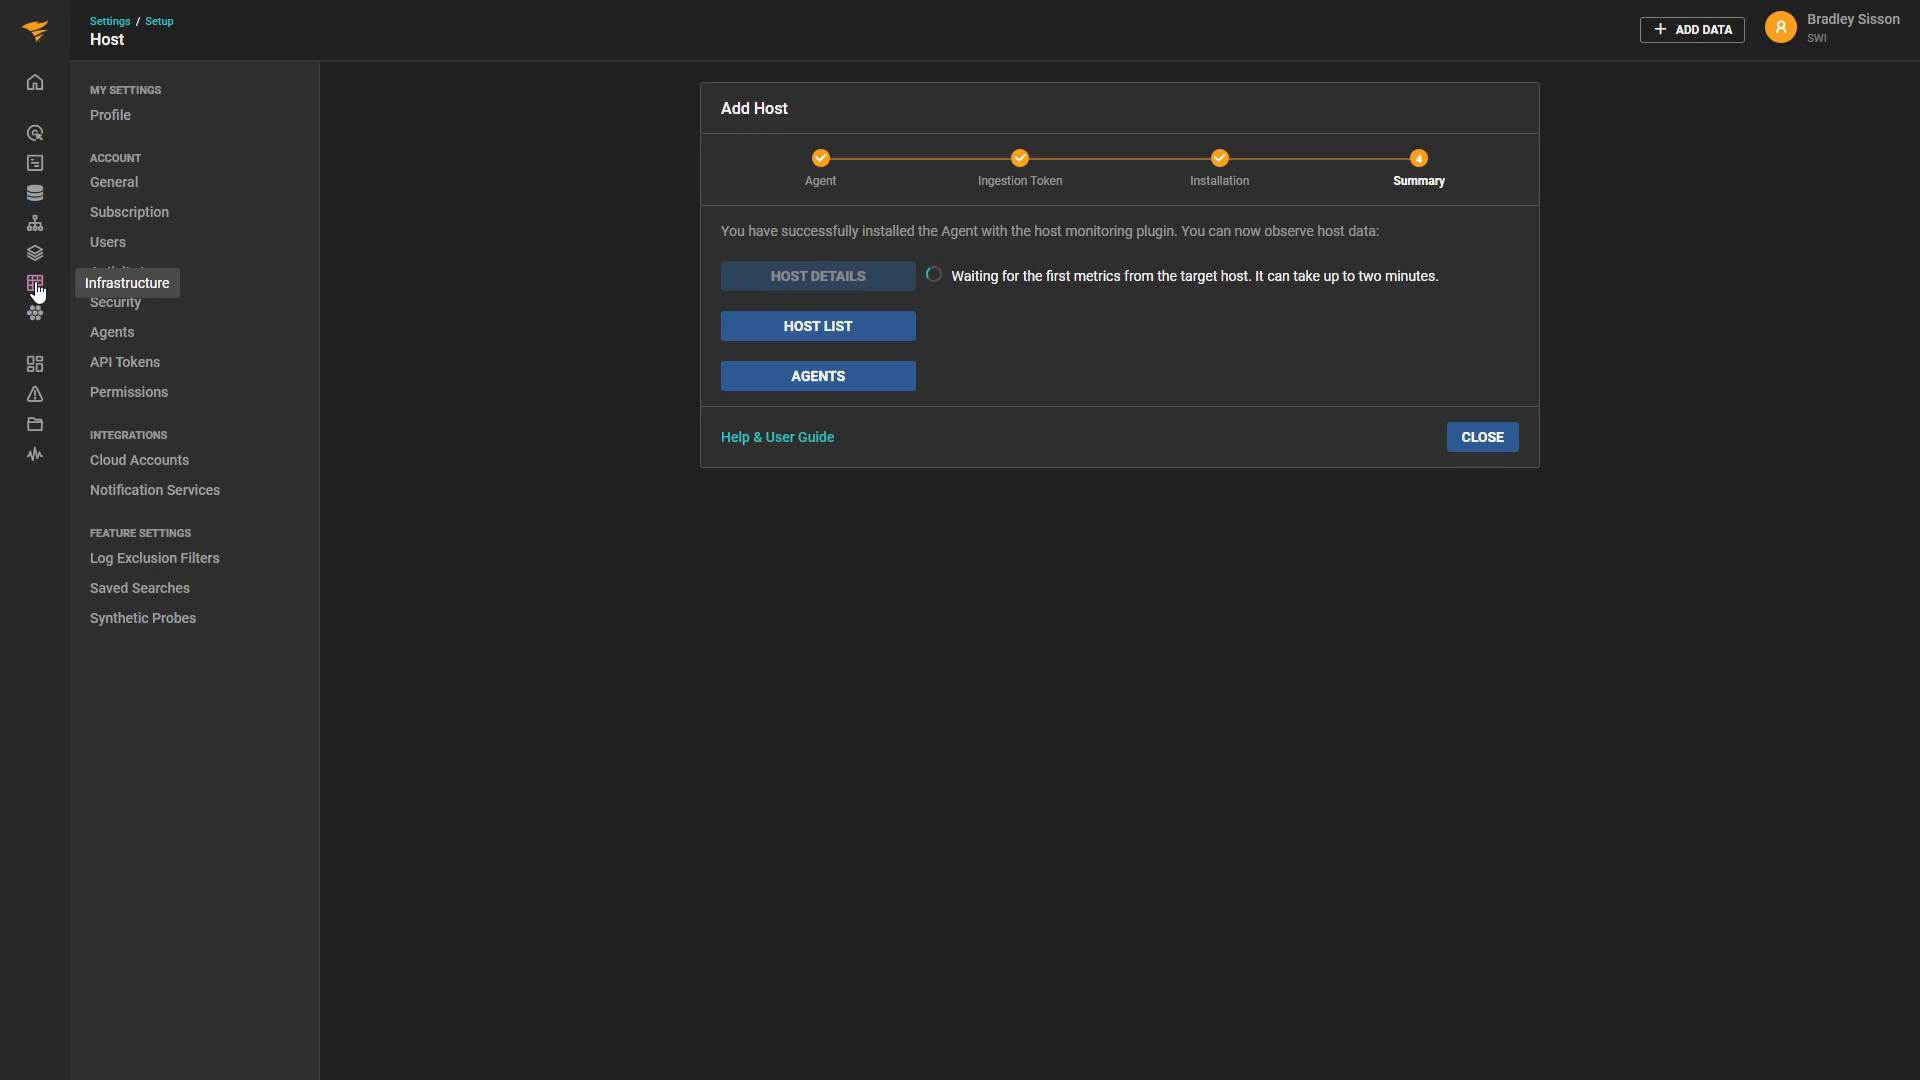 Settings / Setup
Host
ADD DATA
Bradley Sisson
SWI
MY SETTINGS
Profile
ACCOUNT
General
Subscription
Users
Infrastructure
Security
Agents
API Tokens
Permissions
INTEGRATIONS
Cloud Accounts
Notification Services
FEATURE SETTINGS
Log Exclusion Filters
Saved Searches
Synthetic Probes
Add Host
4
Agent
Ingestion Token
Installation
Summary
You have successfully installed the Agent with the host monitoring plugin. You can now observe host data:
HOST DETAILS
Waiting for the first metrics from the target host. It can take up to two minutes.
HOST LIST
AGENTS
Help & User Guide
CLOSE